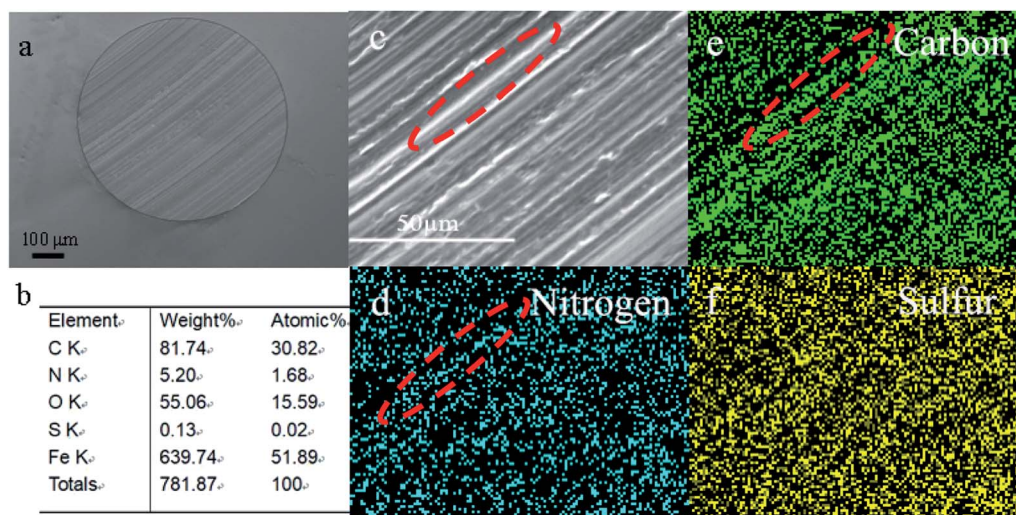 a
100 μm
b
Element Weight% Atomic%
C K 81.74 30.82
N K 5.20 1.68
O K 55.06 15.59
S K 0.13 0.02
Fe K 639.74 51.89
Totals 781.87 100
c
50μm
d Nitrogen
e Carbon
f Sulfur